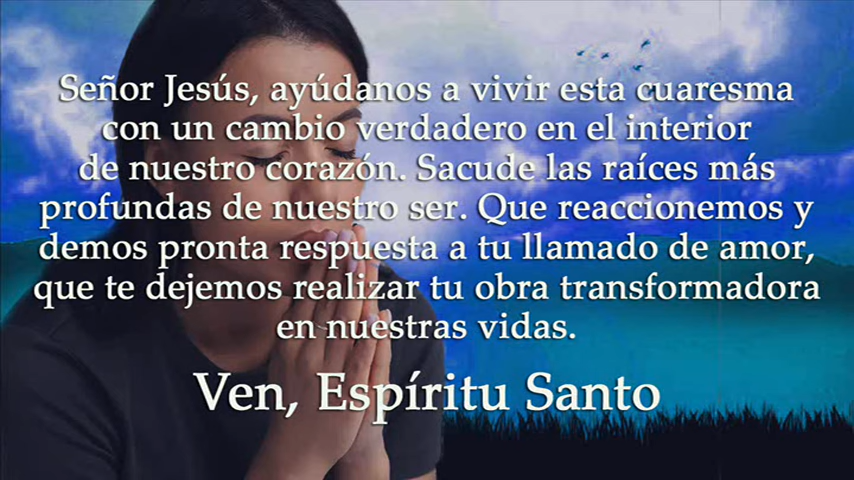 Señor Jesús, ayúdanos a vivir esta cuaresma
con un cambio verdadero en el interior
de nuestro corazón. Sacude las raíces más
profundas de nuestro ser. Que reaccionemos y
demos pronta respuesta a tu llamado de amor,
que te dejemos realizar tu obra transformadora
en nuestras vidas.
Ven, Espíritu Santo